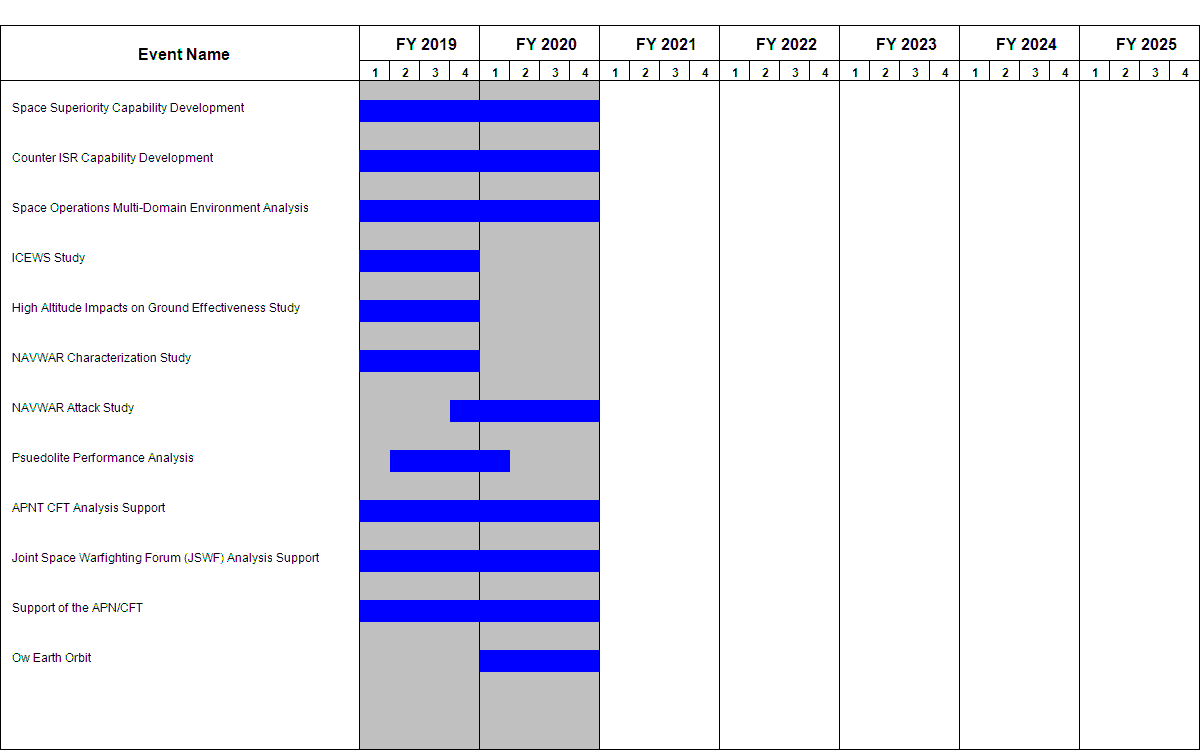 Event Name FY 2019 FY 2020 FY 2021 FY 2022 FY 2023 FY 2024 FY 2025
1 2 3 4 1 2 3 4 1 2 3 4 1 2 3 4 1 2 3 4 1 2 3 4 1 2 3 4
Space Superiority Capability Development
Counter ISR Capability Development
Space Operations Multi-Domain Environment Analysis
ICEWS Study
High Altitude Impacts on Ground Effectiveness Study
NAVWAR Characterization Study
NAVWAR Attack Study
Psuedolite Performance Analysis
APNT CFT Analysis Support
Joint Space Warfighting Forum (JSWF) Analysis Support
Support of the APN/CFT
Ow Earth Orbit